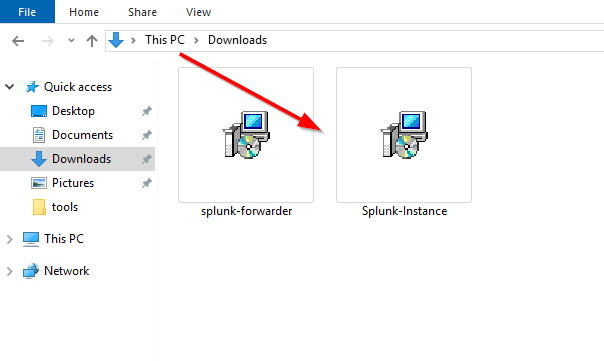 File Home Share View
This PC Downloads
Quick access
Desktop
Documents
Downloads
Pictures
tools
This PC
Network
splunk-forwarder Splunk-Instance